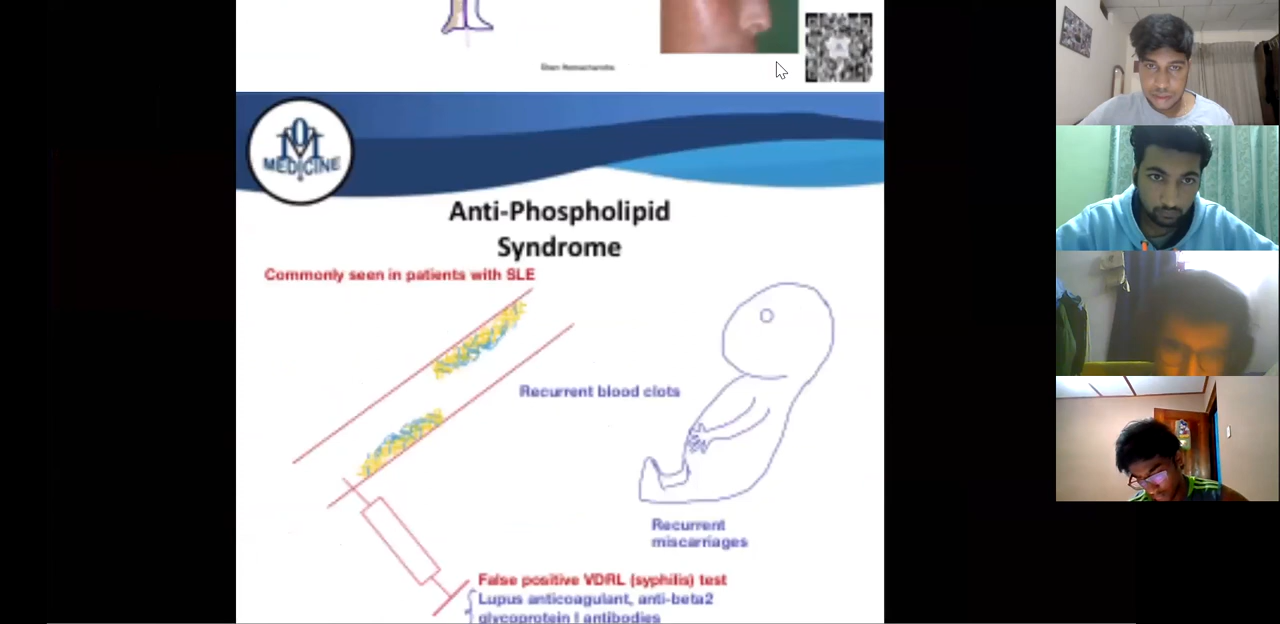 MEDICINE
Anti-Phospholipid
Syndrome
Commonly seen in patients with SLE
Recurrent blood clots
Recurrent
miscarriages
False positive VDRL (syphilis) test
Lupus anticoagulant, anti-beta2
glycoprotein I antibodies